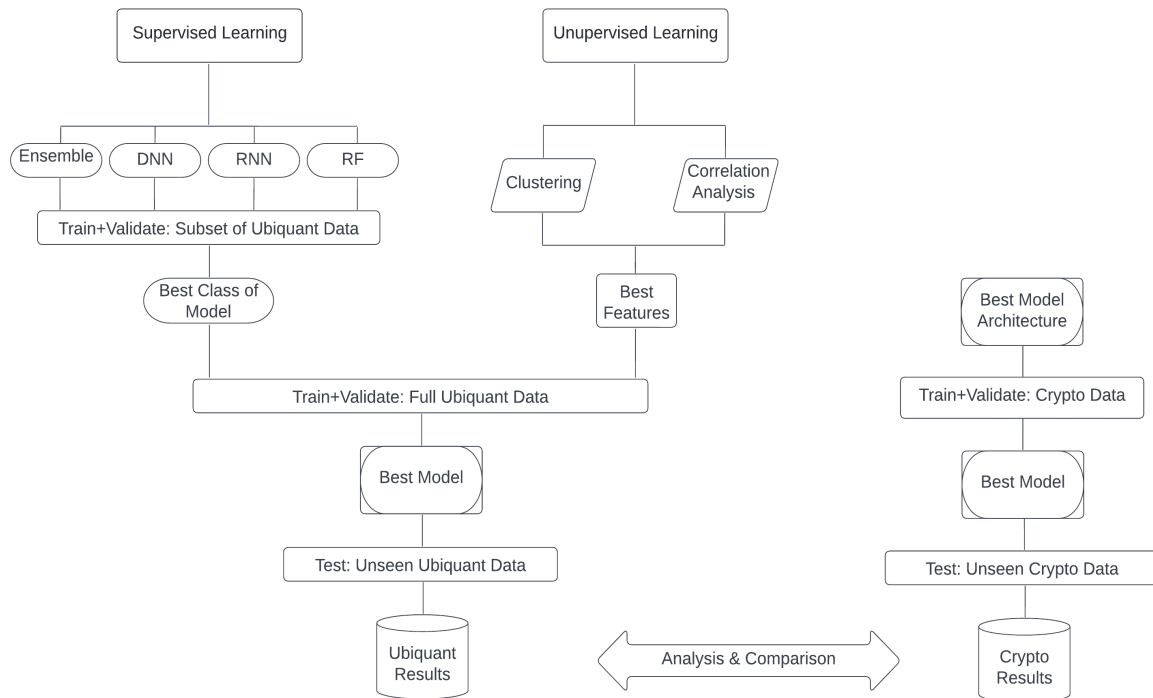 Supervised Learning
Unupervised Learning
Ensemble
DNN
RNN
RF
Clustering
Correlation
Analysis
Train+Validate: Subset of Ubiquant Data
Best Class of
Model
Best
Features
Best Model
Architecture
Train+Validate: Full Ubiquant Data
Train+Validate: Crypto Data
Best Model
Best Model
Test: Unseen Ubiquant Data
Test: Unseen Crypto Data
Ubiquant
Results
Analysis & Comparison
Crypto
Results